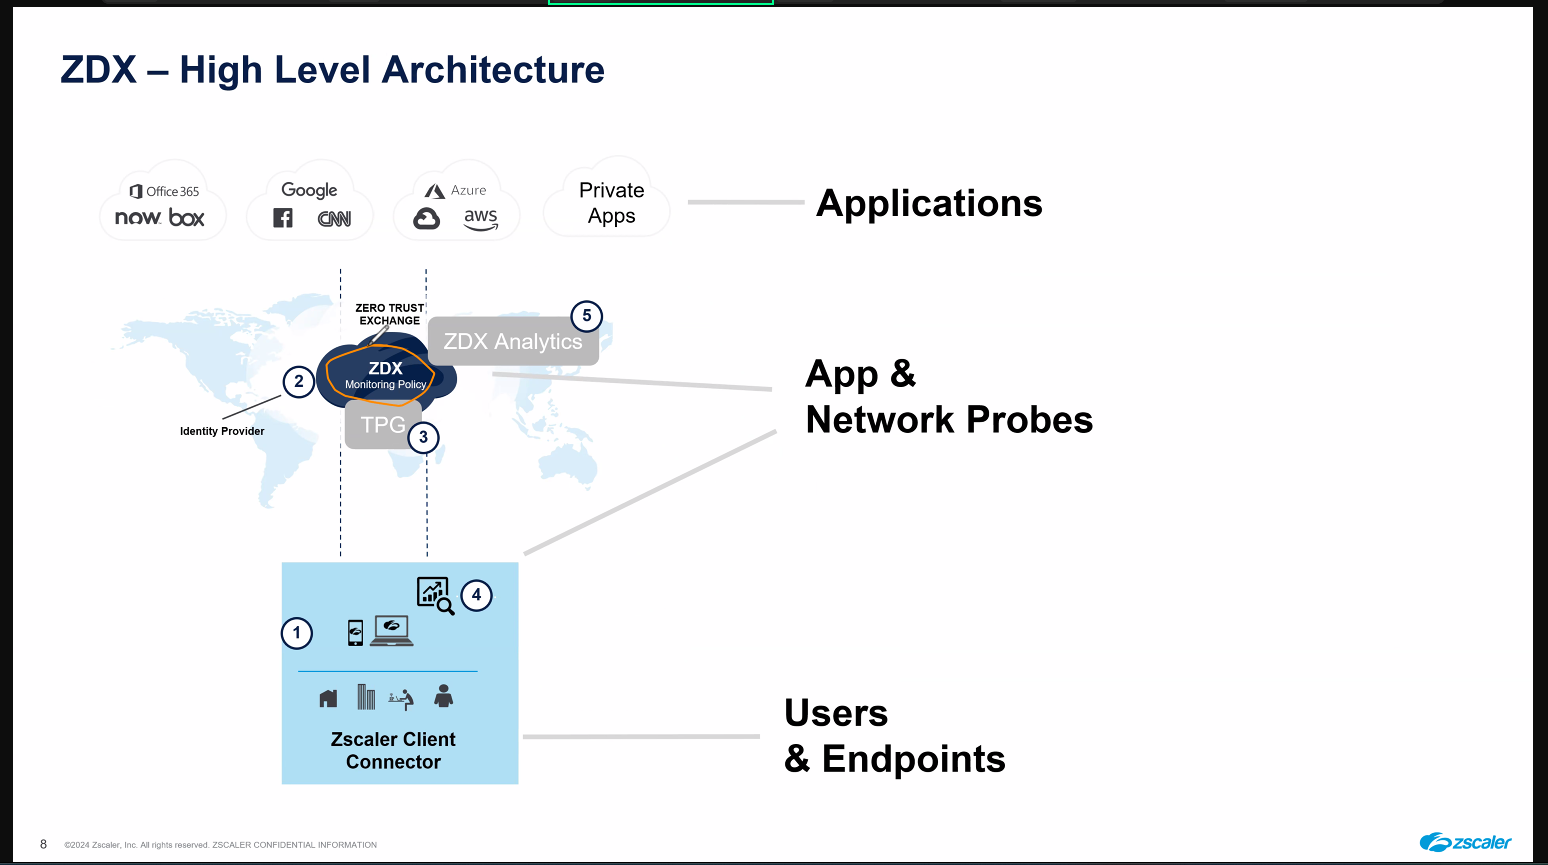 ZDX – High Level Architecture
Office 365
now box
Google
CNN
Azure
aws
Private
Apps
Applications
ZERO TRUST
EXCHANGE
5
ZDX Analytics
ZDX
Monitoring Policy
2
Identity Provider
TPG
3
App &
Network Probes
4
1
Zscaler Client
Connector
Users
& Endpoints
8
©2024 Zscaler, Inc. All rights reserved. ZSCALER CONFIDENTIAL INFORMATION
zscaler